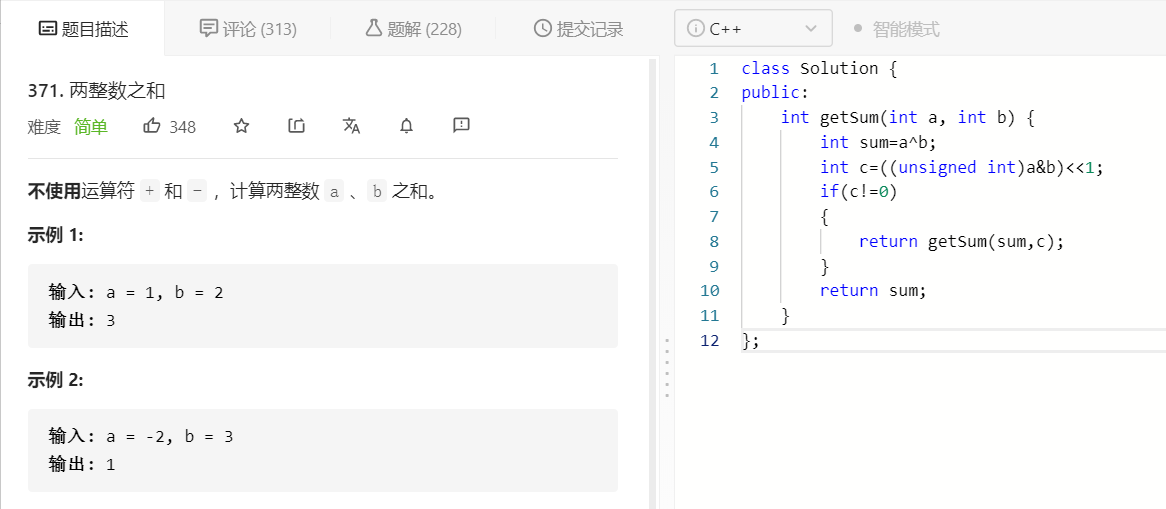 题目描述 评论 (313) 题解 (228) 提交记录
371. 两整数之和
难度 简单 348
不使用运算符 + 和 - ，计算两整数 a 、b 之和。
示例 1:
输入: a = 1, b = 2
输出: 3
示例 2:
输入: a = -2, b = 3
输出: 1
C++ 智能模式
1 class Solution {
2 public:
3     int getSum(int a, int b) {
4         int sum=a^b;
5         int c=((unsigned int)a&b)<<1;
6         if(c!=0)
7         {
8             return getSum(sum,c);
9         }
10         return sum;
11     }
12 };